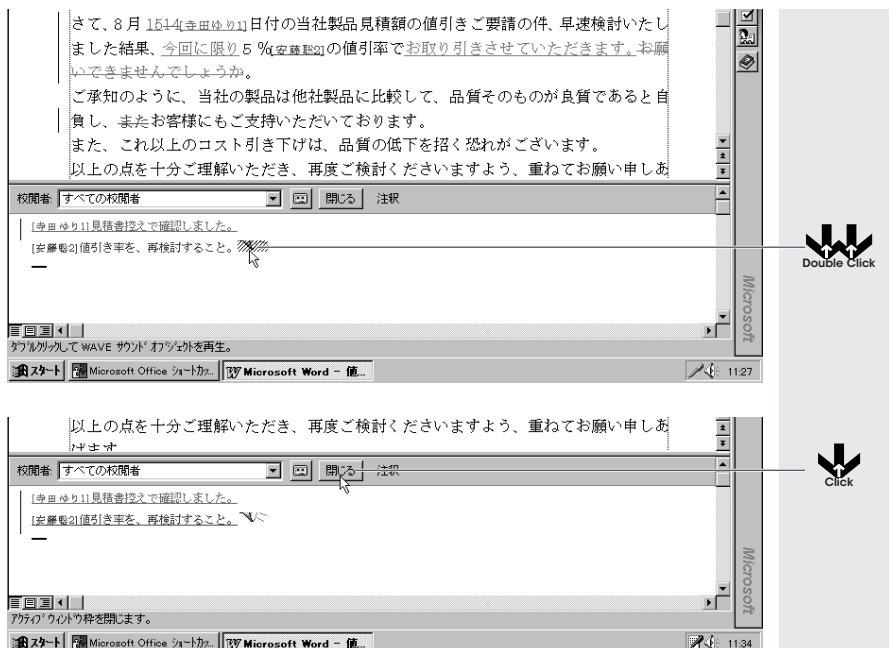 さて、8月 1514[寺田ゆり1]日付の当社製品見積額の値引きご要請の件、早速検討いたし
ました結果、今回に限り5%[安藤聡2]の値引率でお取り引きさせていただきます。お願
いできませんでしょうか。
ご承知のように、当社の製品は他社製品に比較して、品質そのものが良質であると自
負し、またお客様にもご支持いただいております。
また、これ以上のコスト引き下げは、品質の低下を招く恐れがございます。
以上の点を十分ご理解いただき、再度ご検討くださいますよう、重ねてお願い申しあ
校閲者: すべての校閲者 閉じる 注釈
[寺田ゆり1]見積書控えで確認しました。
[安藤聡2]値引き率を、再検討すること。
Double Click
Microsoft
ダブルクリックして WAVE サウンド オブジェクトを再生。
スタート Microsoft Office ショートカッ... Microsoft Word - 値... 11:27
以上の点を十分ご理解いただき、再度ご検討くださいますよう、重ねてお願い申しあ
げます
校閲者: すべての校閲者 閉じる 注釈
Click
[寺田ゆり1]見積書控えで確認しました。
[安藤聡2]値引き率を、再検討すること。
Microsoft
アクティブ ウィンドウ枠を閉じます。
スタート Microsoft Office ショートカッ... Microsoft Word - 値... 11:34